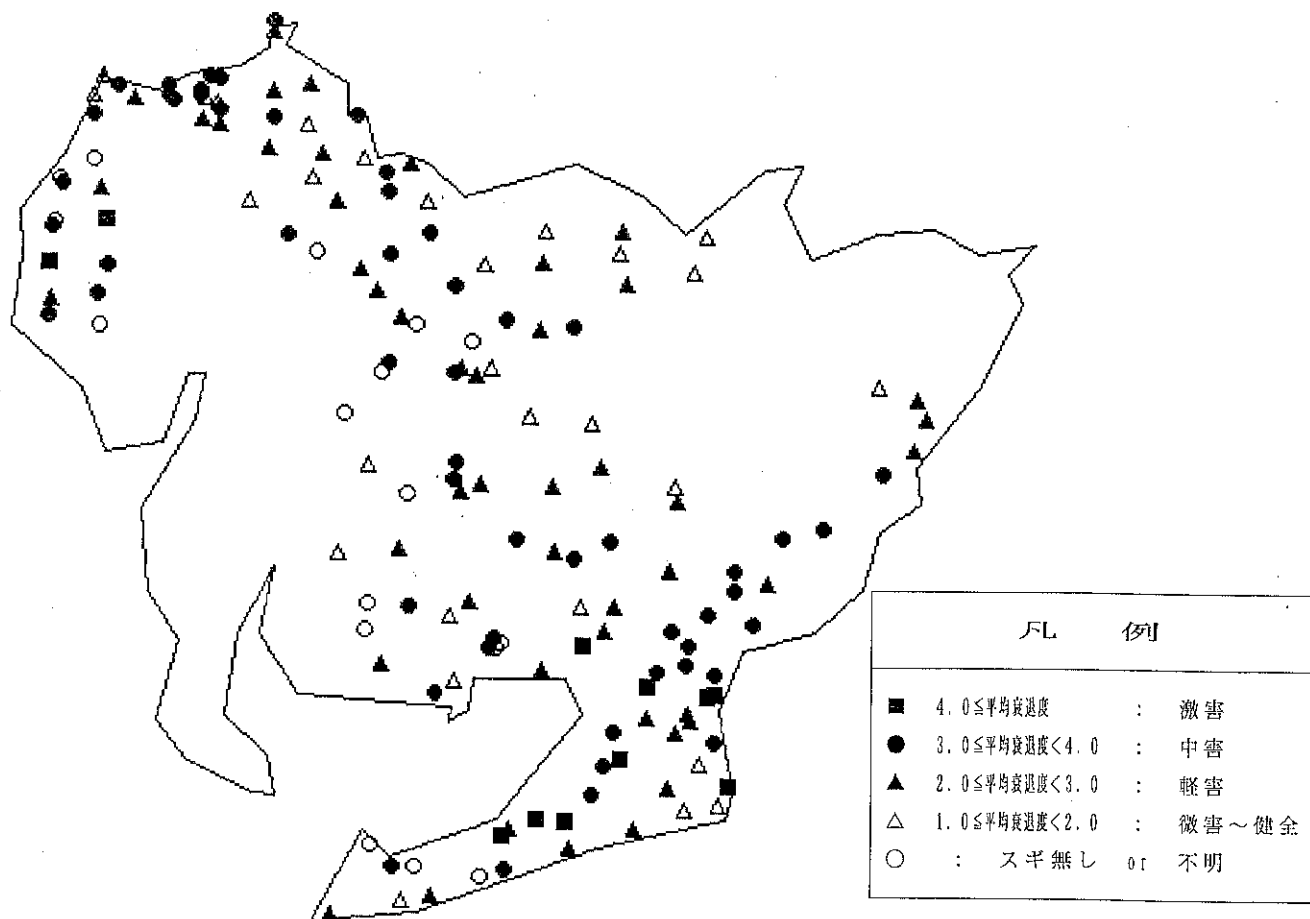 凡 例
■ 4.0≦平均衰退度 : 激害
● 3.0≦平均衰退度<4.0 : 中害
▲ 2.0≦平均衰退度<3.0 : 軽害
△ 1.0≦平均衰退度<2.0 : 微害~健全
○ : スギ無し or 不明